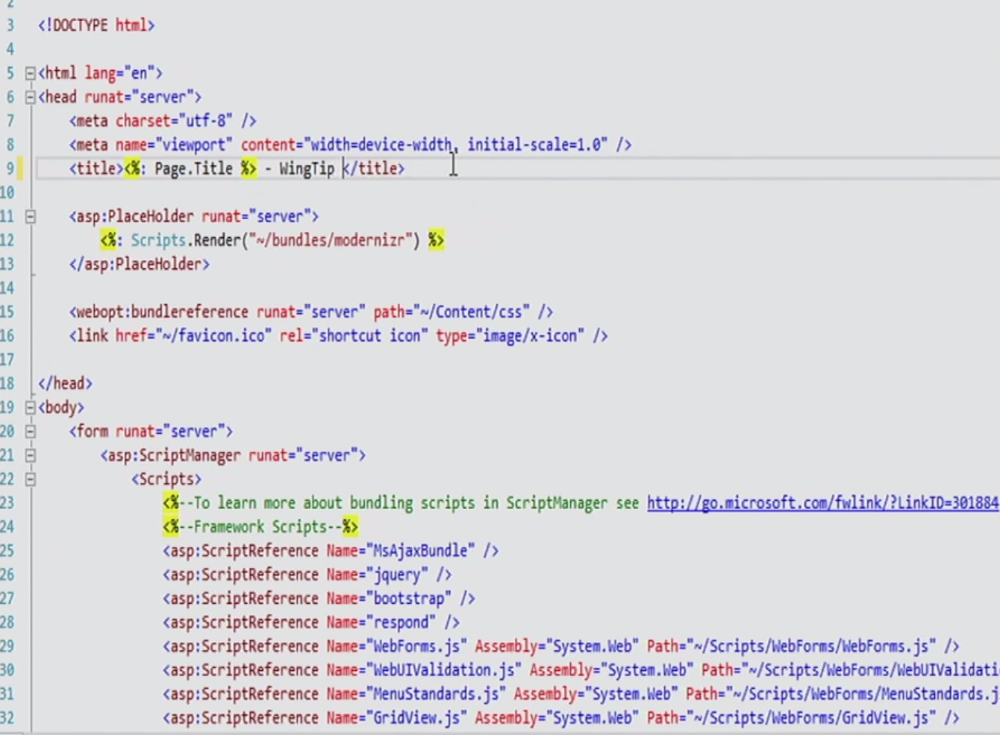 2
3 <!DOCTYPE html>
4
5 <html lang="en">
6 <head runat="server">
7 <meta charset="utf-8" />
8 <meta name="viewport" content="width=device-width, initial-scale=1.0" />
9 <title><%: Page.Title %> - WingTip </title>
10
11 <asp:PlaceHolder runat="server">
12 <%: Scripts.Render("~/bundles/modernizr") %>
13 </asp:PlaceHolder>
14
15 <webopt:bundlereference runat="server" path="~/Content/css" />
16 <link href="~/favicon.ico" rel="shortcut icon" type="image/x-icon" />
17
18 </head>
19 <body>
20 <form runat="server">
21 <asp:ScriptManager runat="server">
22 <Scripts>
23 <%--To learn more about bundling scripts in ScriptManager see http://go.microsoft.com/fwlink/?LinkID=301884
24 <%--Framework Scripts--%>
25 <asp:ScriptReference Name="MsAjaxBundle" />
26 <asp:ScriptReference Name="jquery" />
27 <asp:ScriptReference Name="bootstrap" />
28 <asp:ScriptReference Name="respond" />
29 <asp:ScriptReference Name="WebForms.js" Assembly="System.Web" Path="~/Scripts/WebForms/WebForms.js" />
30 <asp:ScriptReference Name="WebUIValidation.js" Assembly="System.Web" Path="~/Scripts/WebForms/WebUIValidati
31 <asp:ScriptReference Name="MenuStandards.js" Assembly="System.Web" Path="~/Scripts/WebForms/MenuStandards.j
32 <asp:ScriptReference Name="GridView.js" Assembly="System.Web" Path="~/Scripts/WebForms/GridView.js" />